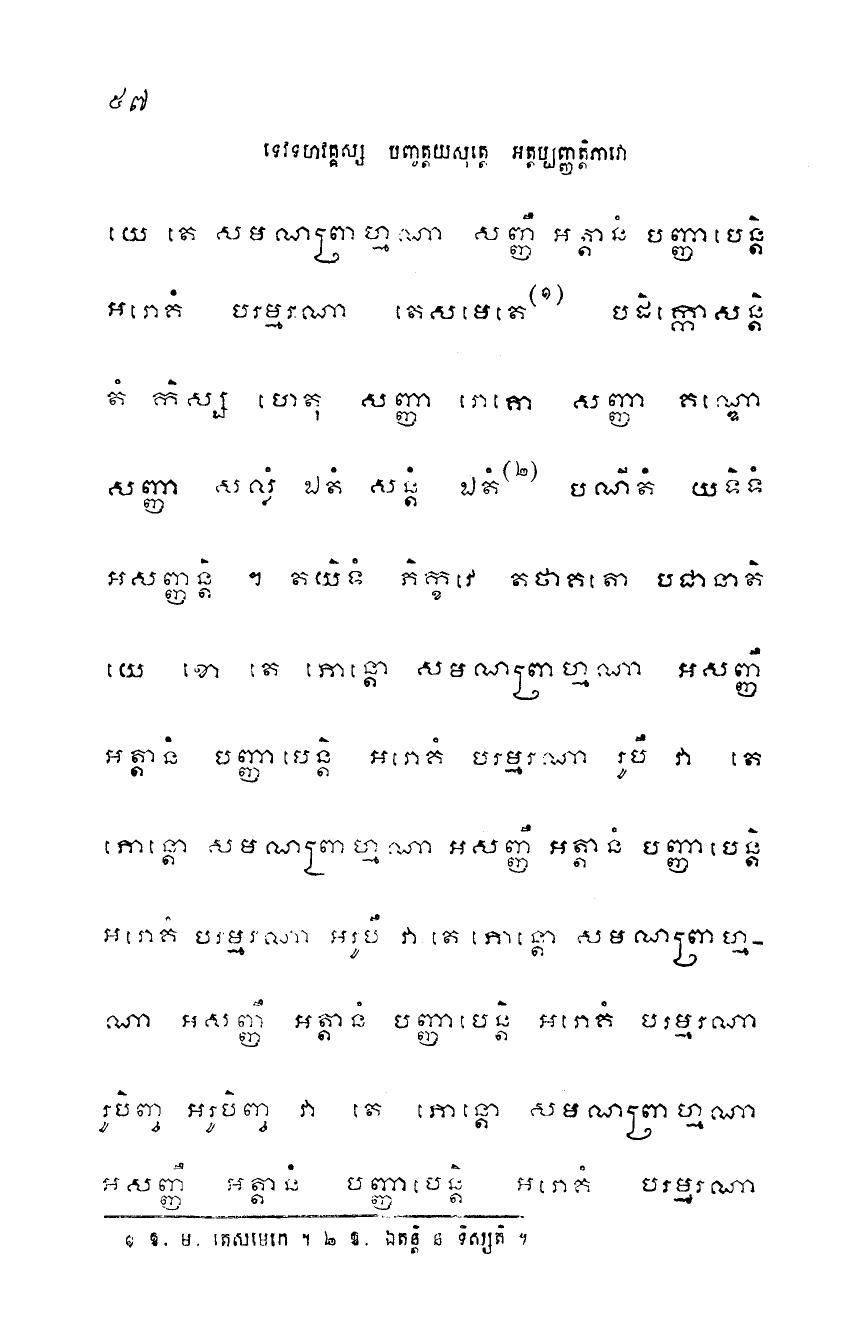 ៥៧
ទេវទហវគ្គស្ស បញ្ចត្តយសុត្តេ អត្តប្បញ្ញត្តិភាវោ
យេ តេ សមណព្រាហ្មណា សញ្ញឹ អត្តានំ បញ្ញាបេន្តិ
អរោគំ បរម្មរណា តេសមេតេ(១) បដិក្កោសន្តិ
តំ កិស្ស ហេតុ សញ្ញា រោគោ សញ្ញា គណ្ឌោ
សញ្ញា សល្លំ ឯតំ សន្តំ ឯតំ(២) បណីតំ យទិទំ
អសញ្ញន្តិ ។ តយិទំ ភិក្ខវេ តថាគតោ បជានាតិ
យេ ខោ តេ ភោន្តោ សមណព្រាហ្មណា អសញ្ញឹ
អត្តានំ បញ្ញាបេន្តិ អរោគំ បរម្មរណា រូបឹ វា តេ
ភោន្តោ សមណព្រាហ្មណា អសញ្ញឹ អត្តានំ បញ្ញាបេន្តិ
អរោគំ បរម្មរណា អរូបឹ វា តេ ភោន្តោ សមណព្រាហ្ម-
ណា អសញ្ញឹ អត្តានំ បញ្ញាបេន្តិ អរោគំ បរម្មរណា
រូបិញ្ច អរូបិញ្ច វា តេ ភោន្តោ សមណព្រាហ្មណា
អសញ្ញឹ អត្តានំ បញ្ញាបេន្តិ អរោគំ បរម្មរណា
១ ឱ. ម. តេសមេកេ ។ ២ ឱ. ឯតន្តិ ន ទិស្សតិ ។